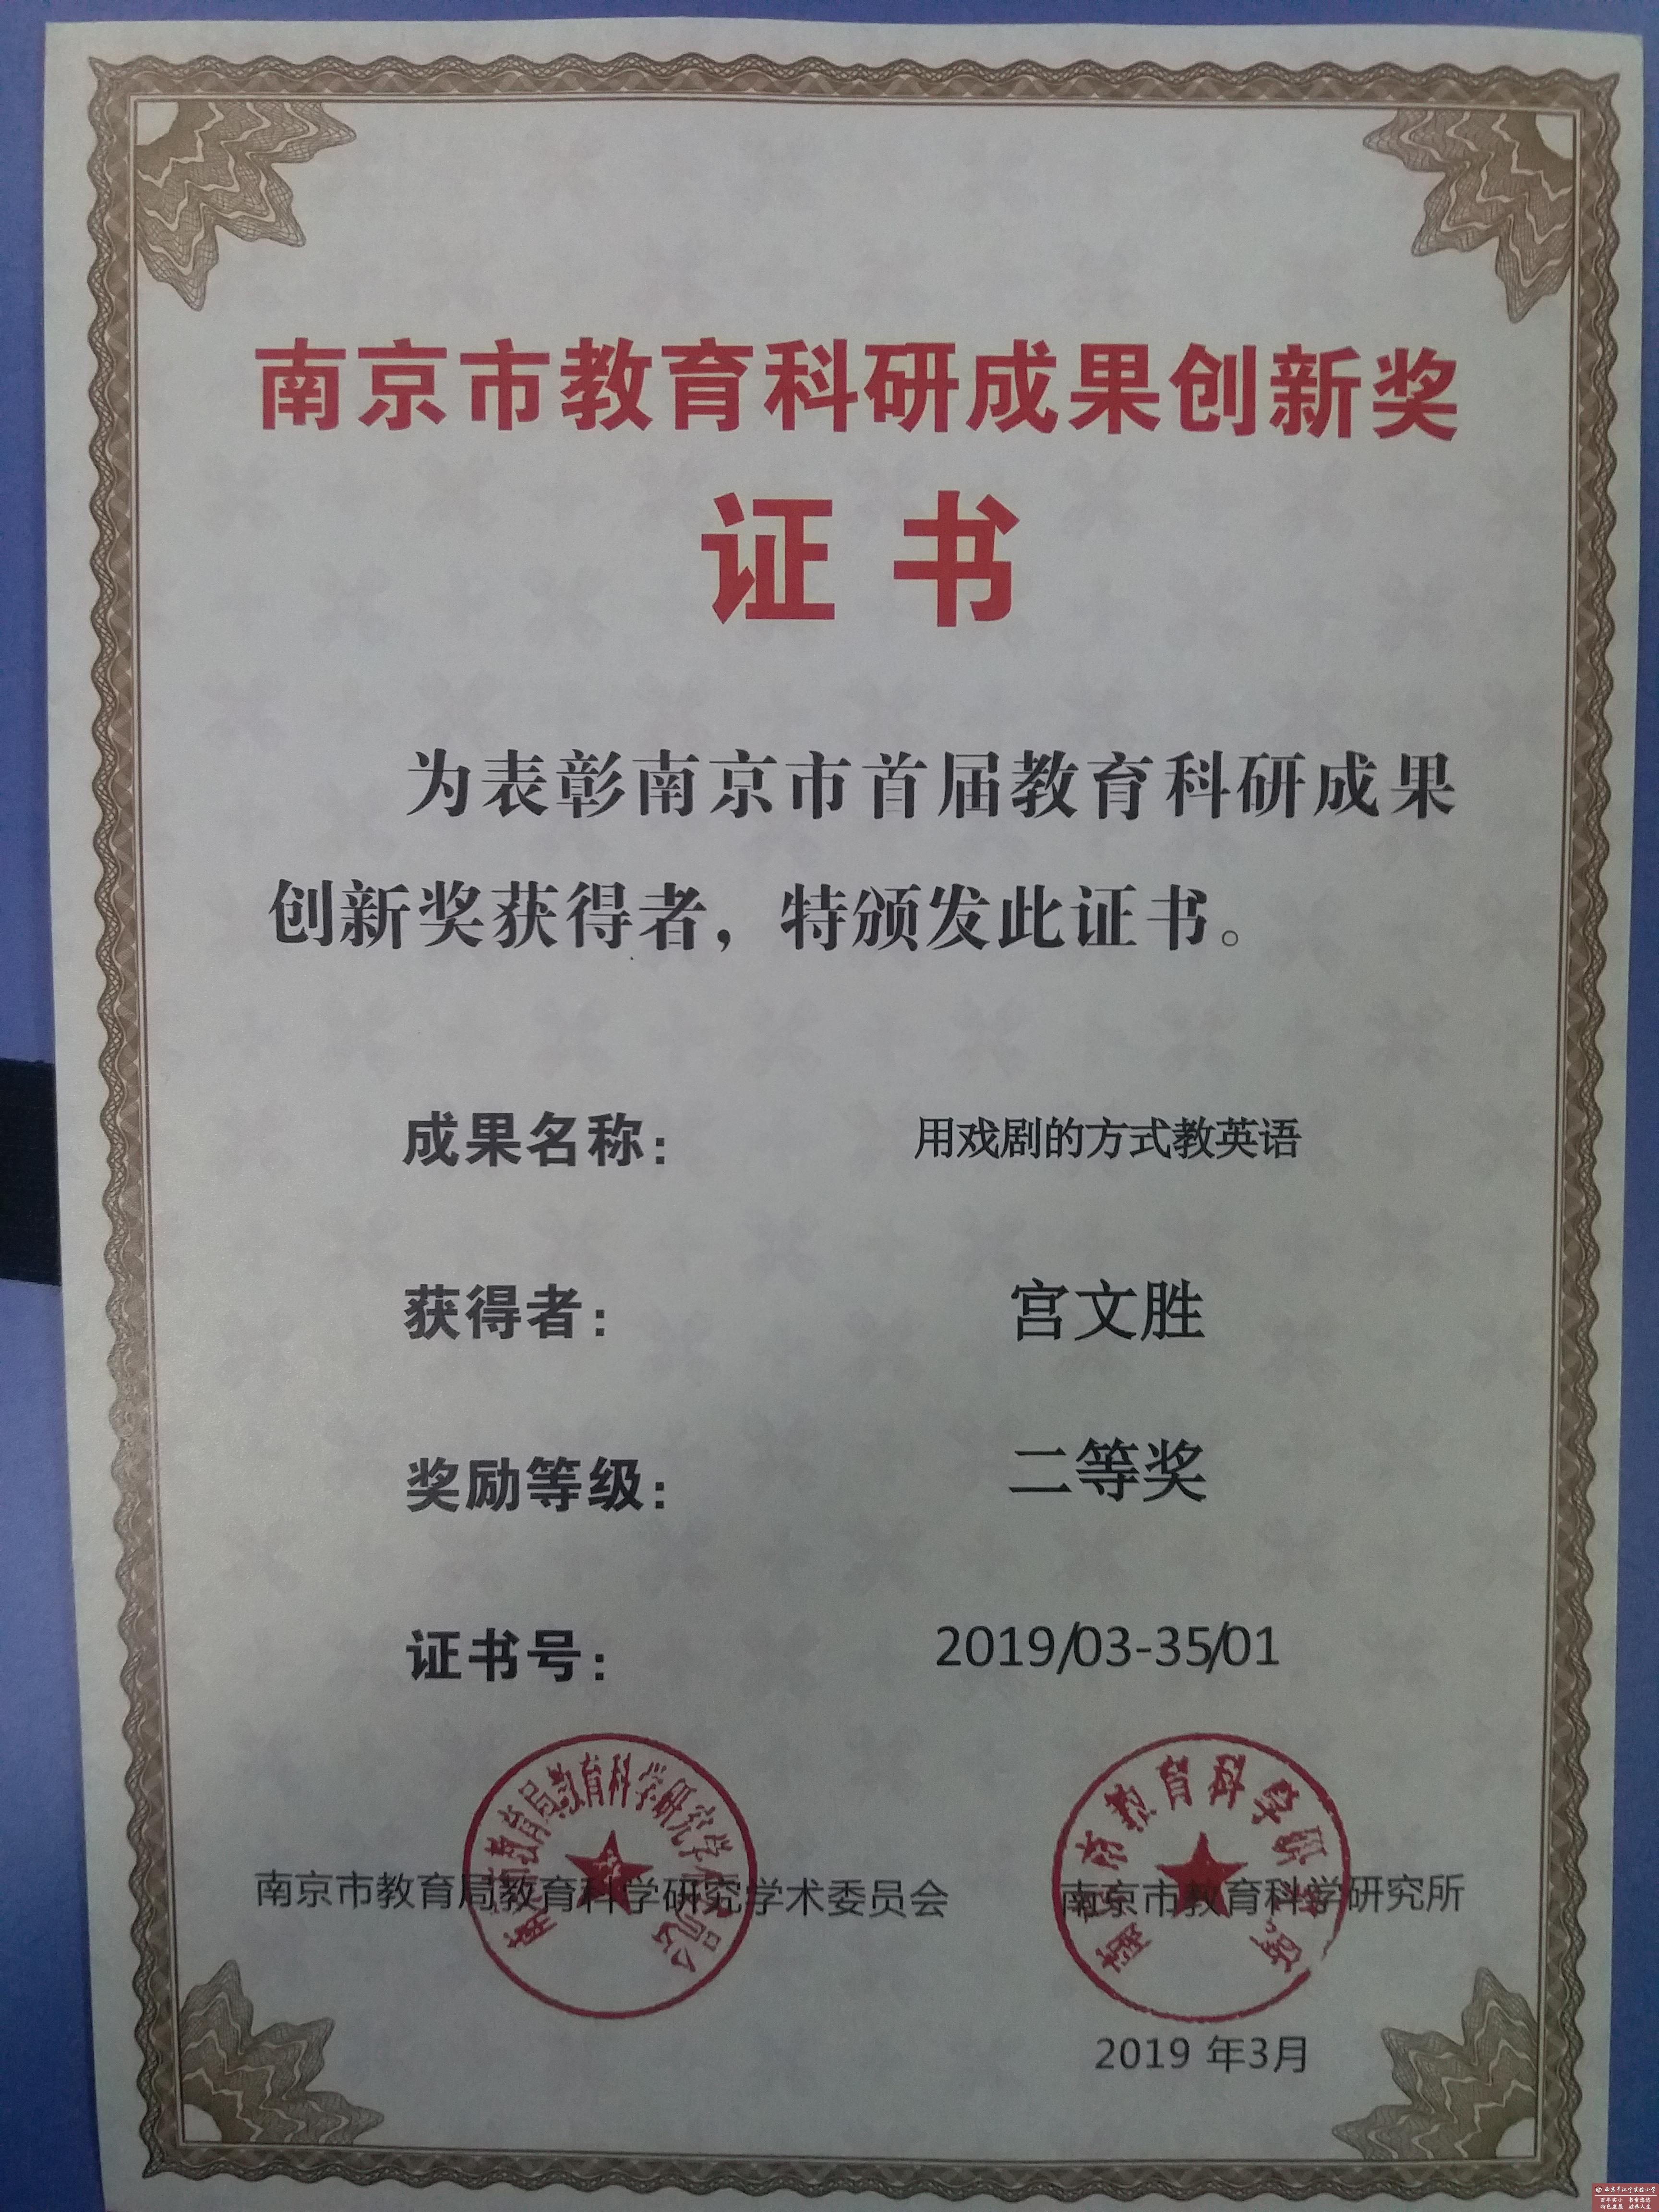 南京市教育科研成果创新奖
证书
为表彰南京市首届教育科研成果
创新奖获得者，特颁发此证书。
成果名称： 用戏剧的方式教英语
获得者： 宫文胜
奖励等级： 二等奖
证书号： 2019/03-35/01
南京市教育局教育科学研究学术委员会 南京市教育科学研究所
2019 年3月